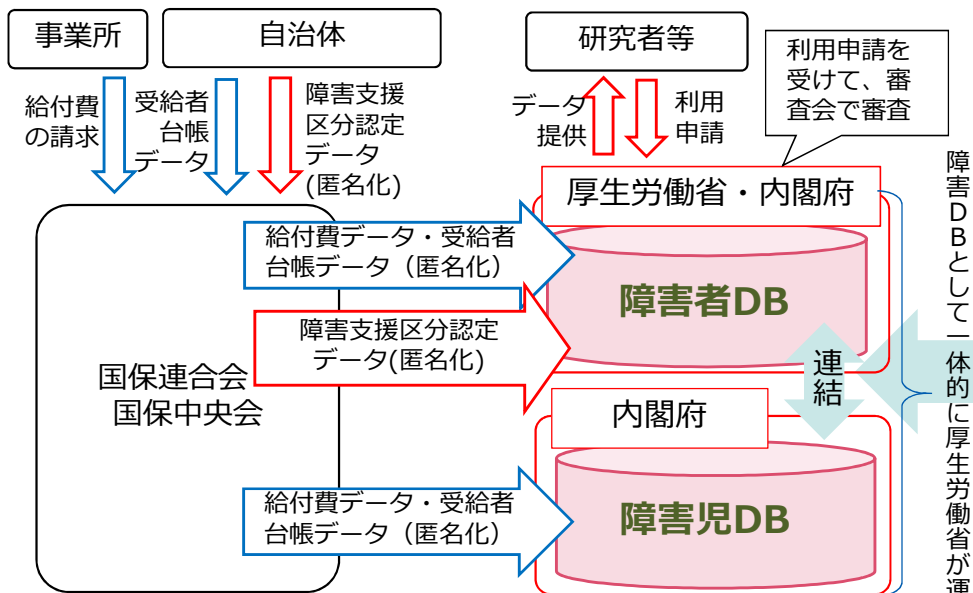 事業所
自治体
研究者等
利用申請を
受けて、審
査会で審査
給付費
の請求
受給者
台帳
データ
障害支援
区分認定
データ
(匿名化)
データ
提供
利用
申請
厚生労働省・内閣府
給付費データ・受給者
台帳データ（匿名化）
障害者DB
障害支援区分認定
データ(匿名化)
国保連合会
国保中央会
連結
内閣府
給付費データ・受給者
台帳データ（匿名化）
障害児DB
障害DBとして一体的に厚生労働省が運